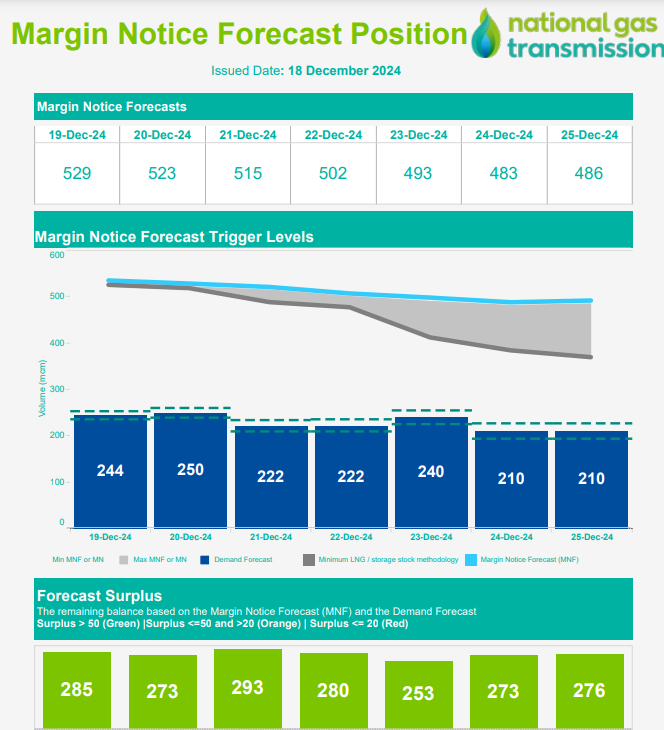 Margin Notice Forecast Position
national gas
transmission
Issued Date: 18 December 2024
Margin Notice Forecasts
19-Dec-24 20-Dec-24 21-Dec-24 22-Dec-24 23-Dec-24 24-Dec-24 25-Dec-24
529 523 515 502 493 483 486
Margin Notice Forecast Trigger Levels
600
500
400
300
200
100
0
Volume (mcm)
244 250 222 222 240 210 210
19-Dec-24 20-Dec-24 21-Dec-24 22-Dec-24 23-Dec-24 24-Dec-24 25-Dec-24
Min MNF or MN Max MNF or MN Demand Forecast Minimum LNG / storage stock methodology Margin Notice Forecast (MNF)
Forecast Surplus
The remaining balance based on the Margin Notice Forecast (MNF) and the Demand Forecast
Surplus > 50 (Green) |Surplus <=50 and >20 (Orange) | Surplus <= 20 (Red)
285 273 293 280 253 273 276